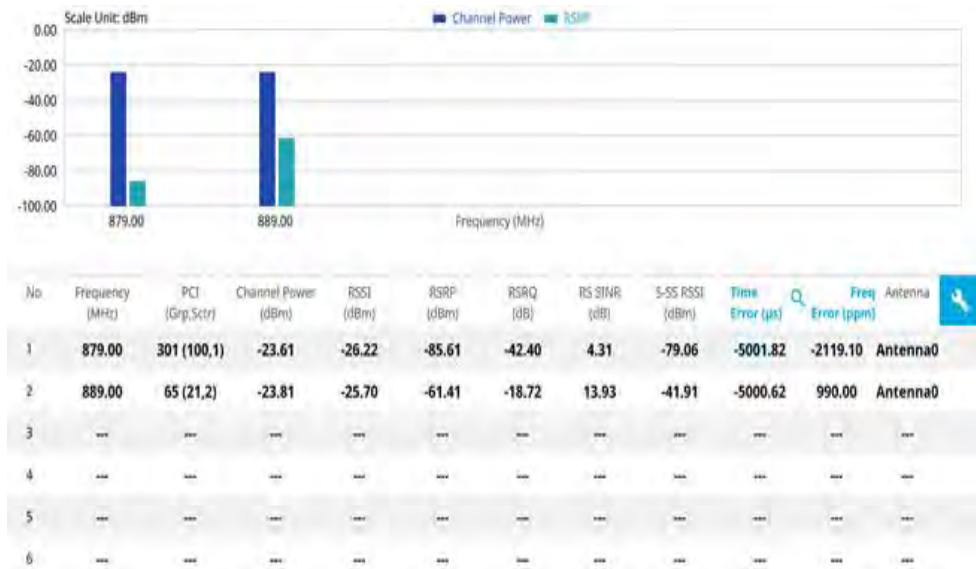 Scale Unit: dBm
Channel Power RSRP
0.00
-20.00
-40.00
-60.00
-80.00
-100.00
879.00 889.00 Frequency (MHz)
No Frequency PCI Channel Power RSSI RSRP RSRQ RS SINR S-SS RSSI Time Freq Antenna
(MHz) (Grp,Sctr) (dBm) (dBm) (dBm) (dB) (dB) (dBm) Error (µs) Error (ppm)
1 879.00 301 (100,1) -23.61 -26.22 -85.61 -42.40 4.31 -79.06 -5001.82 -2119.10 Antenna0
2 889.00 65 (21,2) -23.81 -25.70 -61.41 -18.72 13.93 -41.91 -5000.62 990.00 Antenna0
3 --- --- --- --- --- --- --- --- --- --- ---
4 --- --- --- --- --- --- --- --- --- --- ---
5 --- --- --- --- --- --- --- --- --- --- ---
6 --- --- --- --- --- --- --- --- --- --- ---